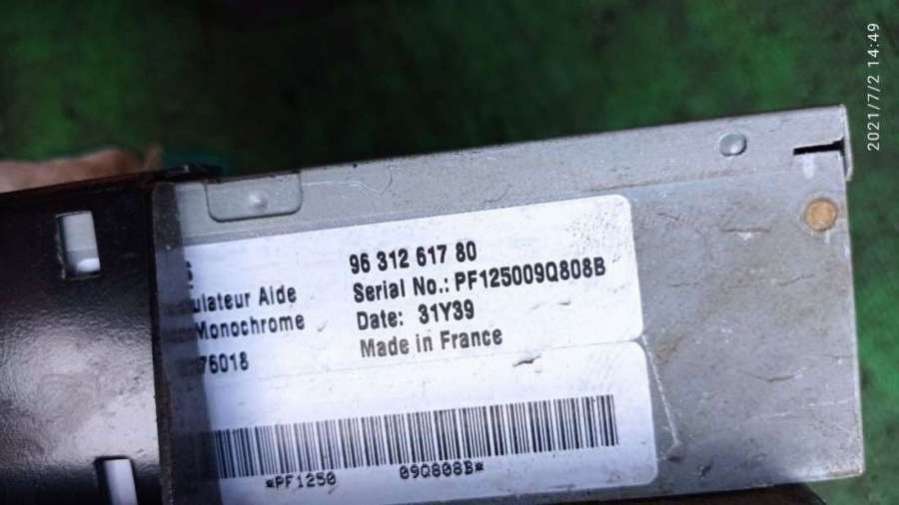 96 312 617 80
Serial No.: PF125009Q808B
Date: 31Y39
Made in France
ulateur Aide
Monochrome
76018
*PF1250 09Q808B*
2021/7/2 14:49